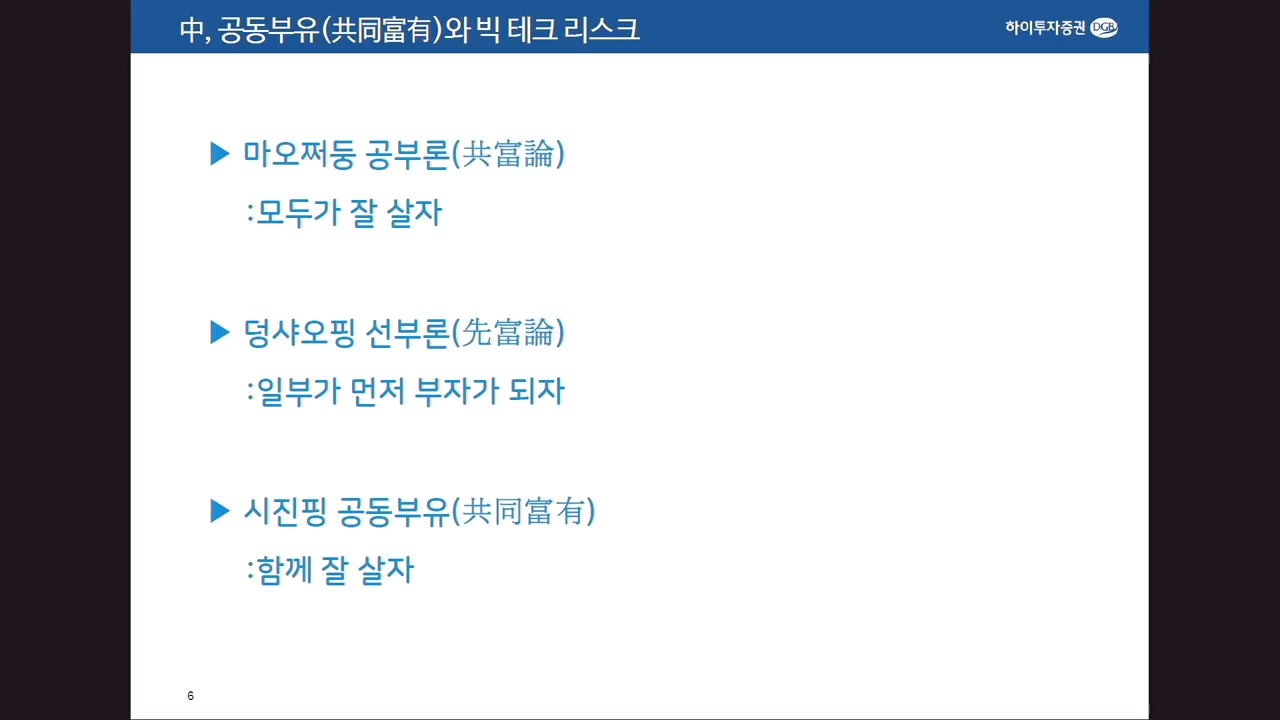 中, 공동부유(共同富有)와 빅 테크 리스크
하이투자증권 DGB
▶ 마오쩌둥 공부론(共富論)
:모두가 잘 살자
▶ 덩샤오핑 선부론(先富論)
:일부가 먼저 부자가 되자
▶ 시진핑 공동부유(共同富有)
:함께 잘 살자
6